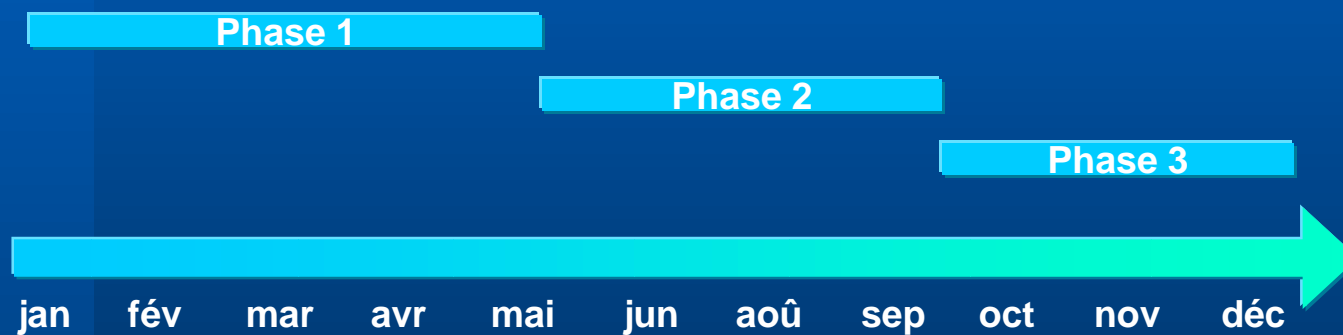 Phase 1
Phase 2
Phase 3
jan fév mar avr mai jun aoû sep oct nov déc